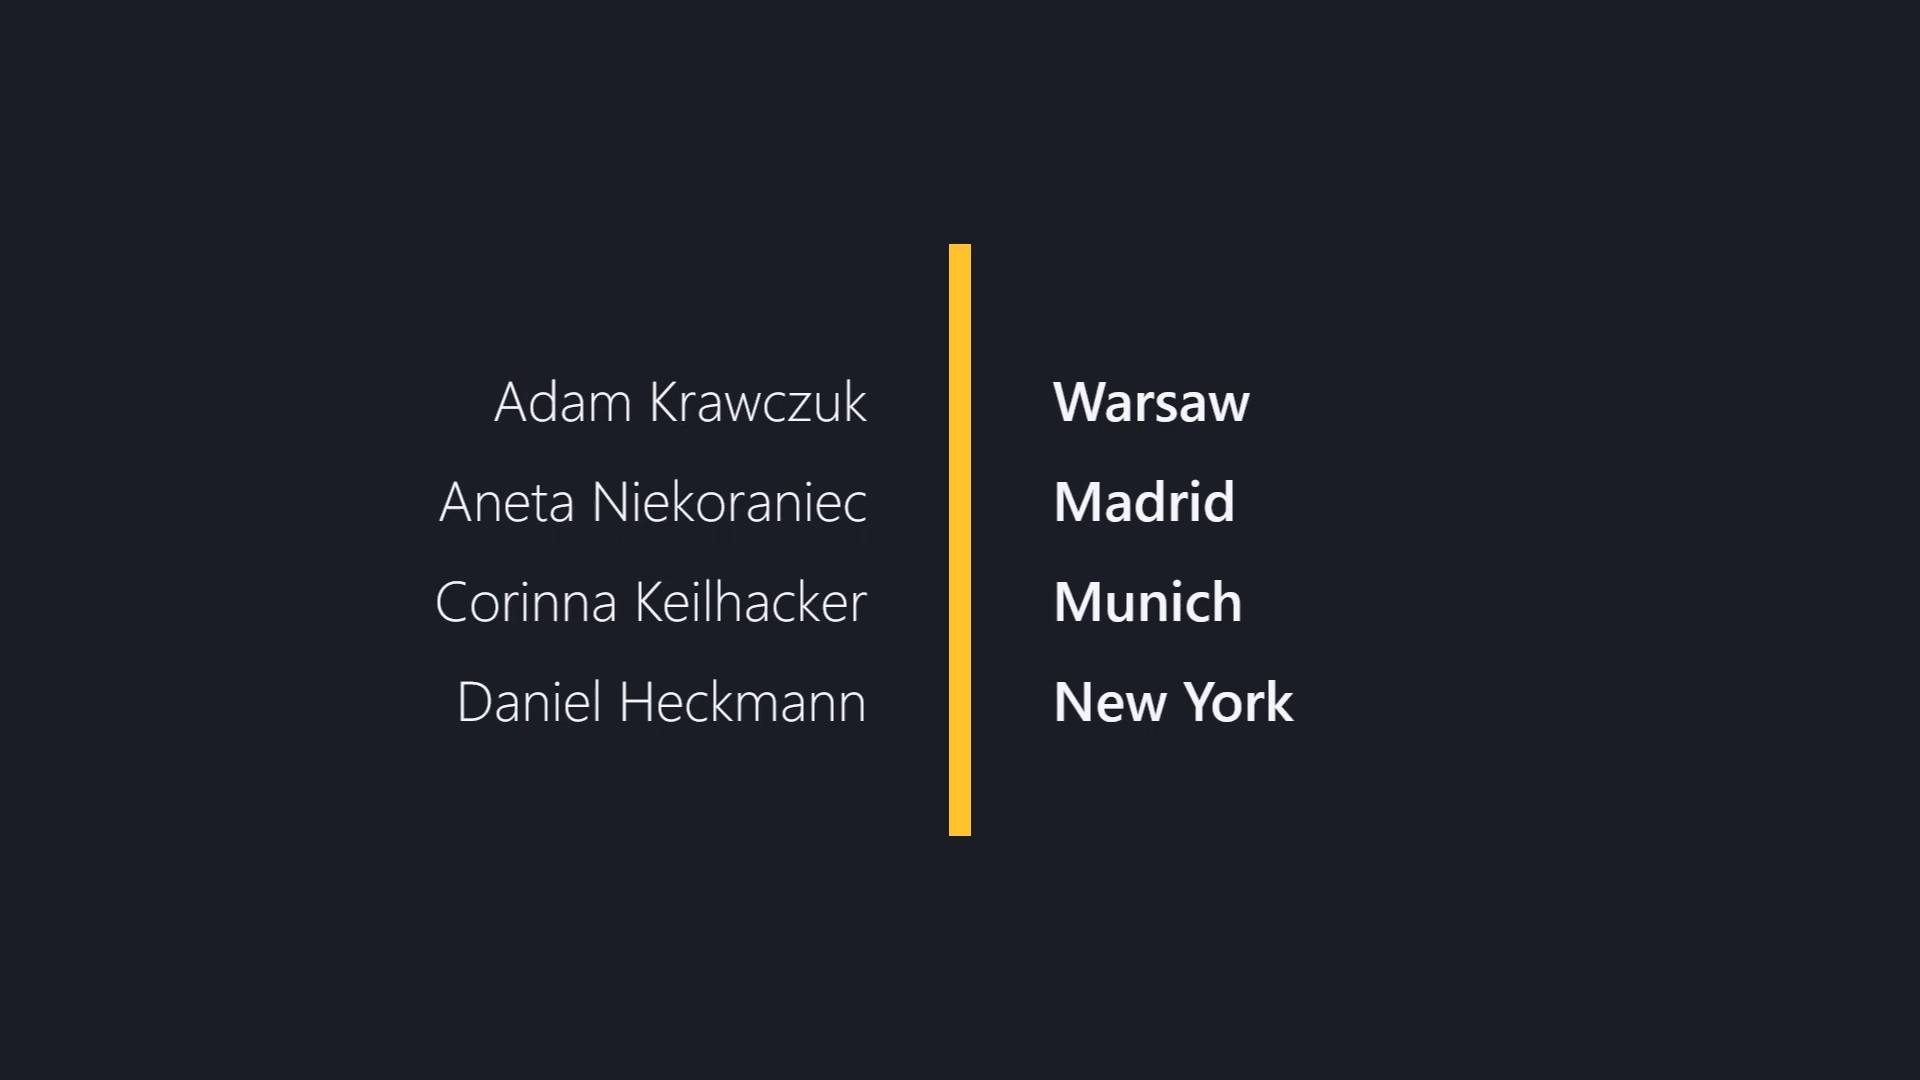 Adam Krawczuk Warsaw
Aneta Niekoraniec Madrid
Corinna Keilhacker Munich
Daniel Heckmann New York